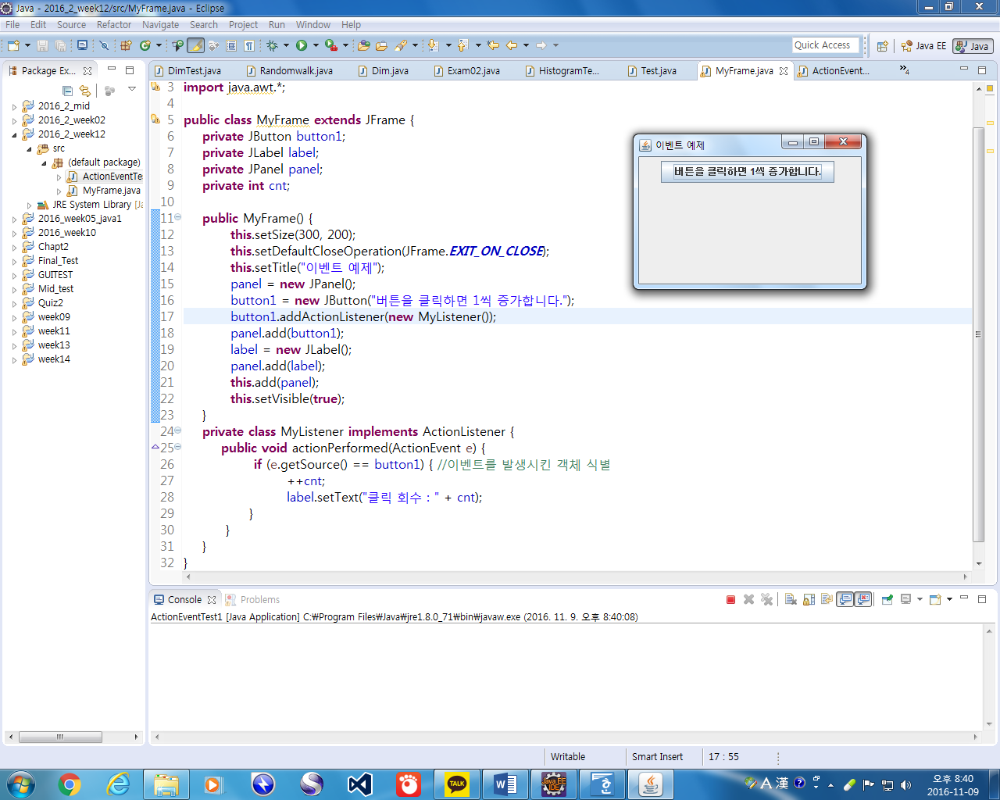 Java - 2016_2_week12/src/MyFrame.java - Eclipse
File Edit Source Refactor Navigate Search Project Run Window Help
Quick Access
Java EE
Java
Package Ex...
DimTest.java
Randomwalk.java
Dim.java
Exam02.java
HistogramTe...
Test.java
MyFrame.java
ActionEvent...
4
2016_2_mid
2016_2_week02
2016_2_week12
src
(default package)
ActionEventTe
MyFrame.java
JRE System Library [Ja
2016_week05_java1
2016_week10
Chapt2
Final_Test
GUITEST
Mid_test
Quiz2
week09
week11
week13
week14
3 import java.awt.*;
4
5 public class MyFrame extends JFrame {
6 private JButton button1;
7 private JLabel label;
8 private JPanel panel;
9 private int cnt;
10
11 public MyFrame() {
12 this.setSize(300, 200);
13 this.setDefaultCloseOperation(JFrame.EXIT_ON_CLOSE);
14 this.setTitle("이벤트 예제");
15 panel = new JPanel();
16 button1 = new JButton("버튼을 클릭하면 1씩 증가합니다.");
17 button1.addActionListener(new MyListener());
18 panel.add(button1);
19 label = new JLabel();
20 panel.add(label);
21 this.add(panel);
22 this.setVisible(true);
23 }
24 private class MyListener implements ActionListener {
25 public void actionPerformed(ActionEvent e) {
26 if (e.getSource() == button1) { //이벤트를 발생시킨 객체 식별
27 ++cnt;
28 label.setText("클릭 회수 : " + cnt);
29 }
30 }
31 }
32 }
이벤트 예제
버튼을 클릭하면 1씩 증가합니다.
Console
Problems
ActionEventTest1 [Java Application] C:￦Program Files￦Java￦jre1.8.0_71￦bin￦javaw.exe (2016. 11. 9. 오후 8:40:08)
Writable
Smart Insert
17 : 55
TALK
Java EE
IDE
A 漢
오후 8:40
2016-11-09